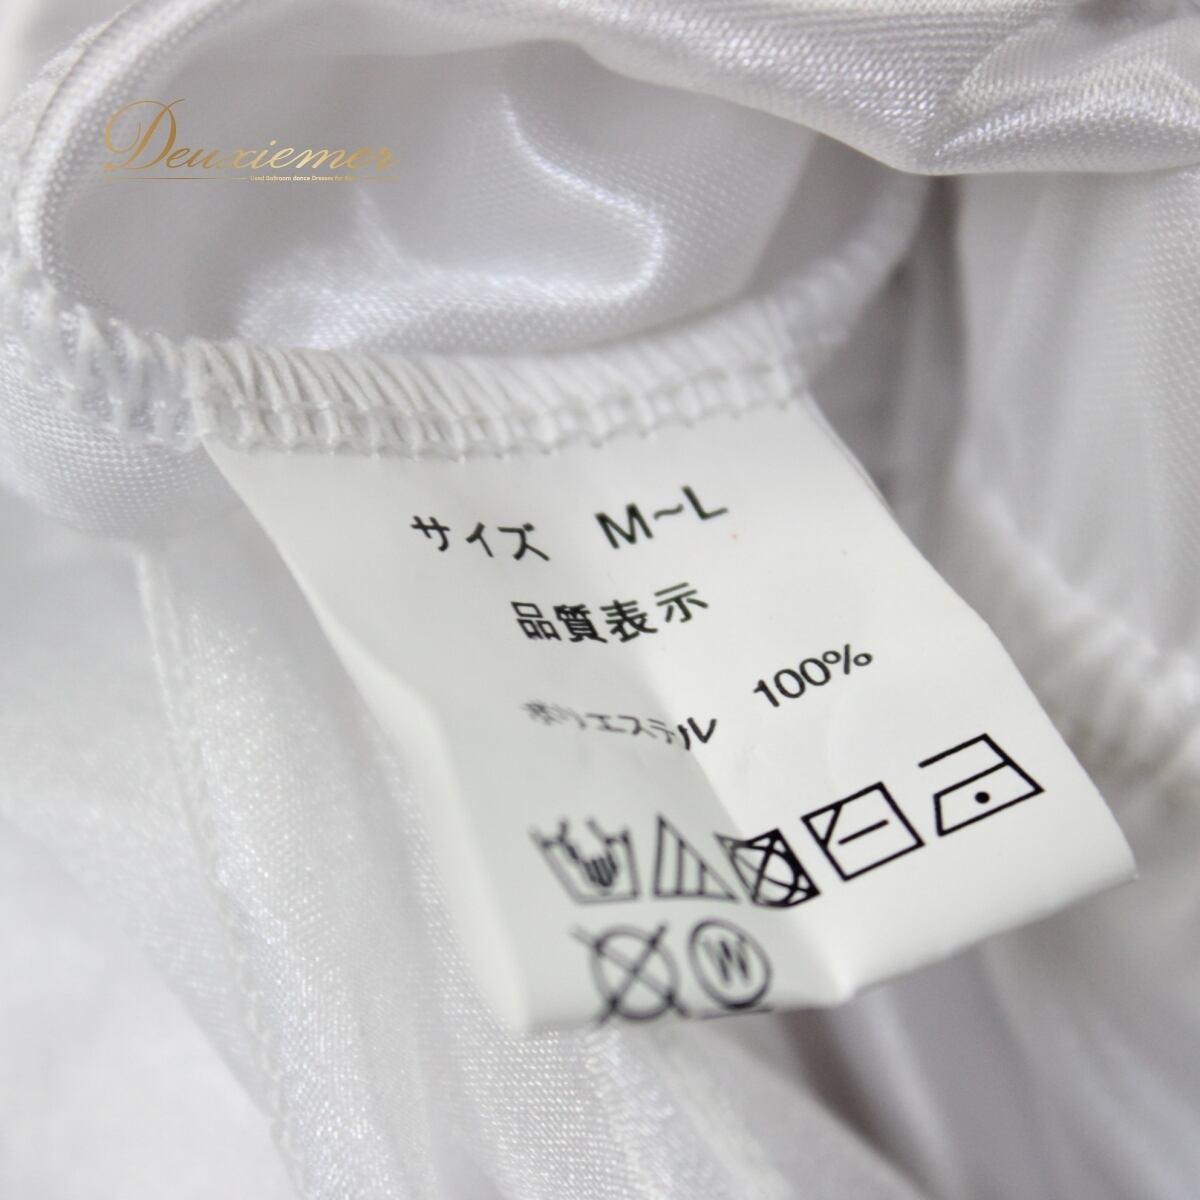 Deuxiemer
Used Ballroom dance Dresses for
サイズ M~L
品質表示
ポリエステル 100%
W